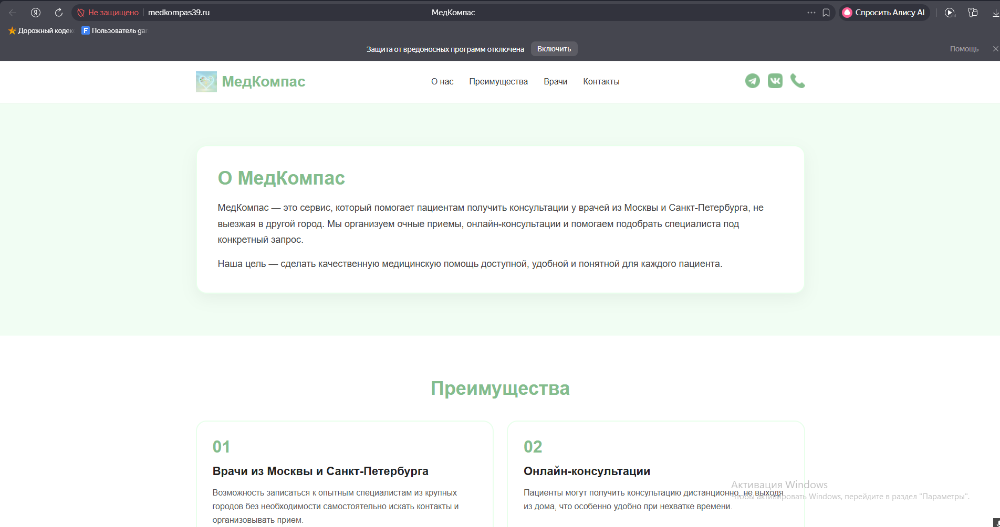 Не защищено
medkompas39.ru
МедКомпас
Спросить Алису AI
Дорожный кодекс
F Пользователь gar
Защита от вредоносных программ отключена
Включить
Помощь
МедКомпас
О нас
Преимущества
Врачи
Контакты
О МедКомпас
МедКомпас — это сервис, который помогает пациентам получить консультации у врачей из Москвы и Санкт-Петербурга, не
выезжая в другой город. Мы организуем очные приемы, онлайн-консультации и помогаем подобрать специалиста под
конкретный запрос.
Наша цель — сделать качественную медицинскую помощь доступной, удобной и понятной для каждого пациента.
Преимущества
01
Врачи из Москвы и Санкт-Петербурга
Возможность записаться к опытным специалистам из крупных
городов без необходимости самостоятельно искать контакты и
организовывать прием.
02
Онлайн-консультации
Пациенты могут получить консультацию дистанционно, не выходя
из дома, что особенно удобно при нехватке времени.
Активация Windows
Чтобы активировать Windows, перейдите в раздел "Параметры".